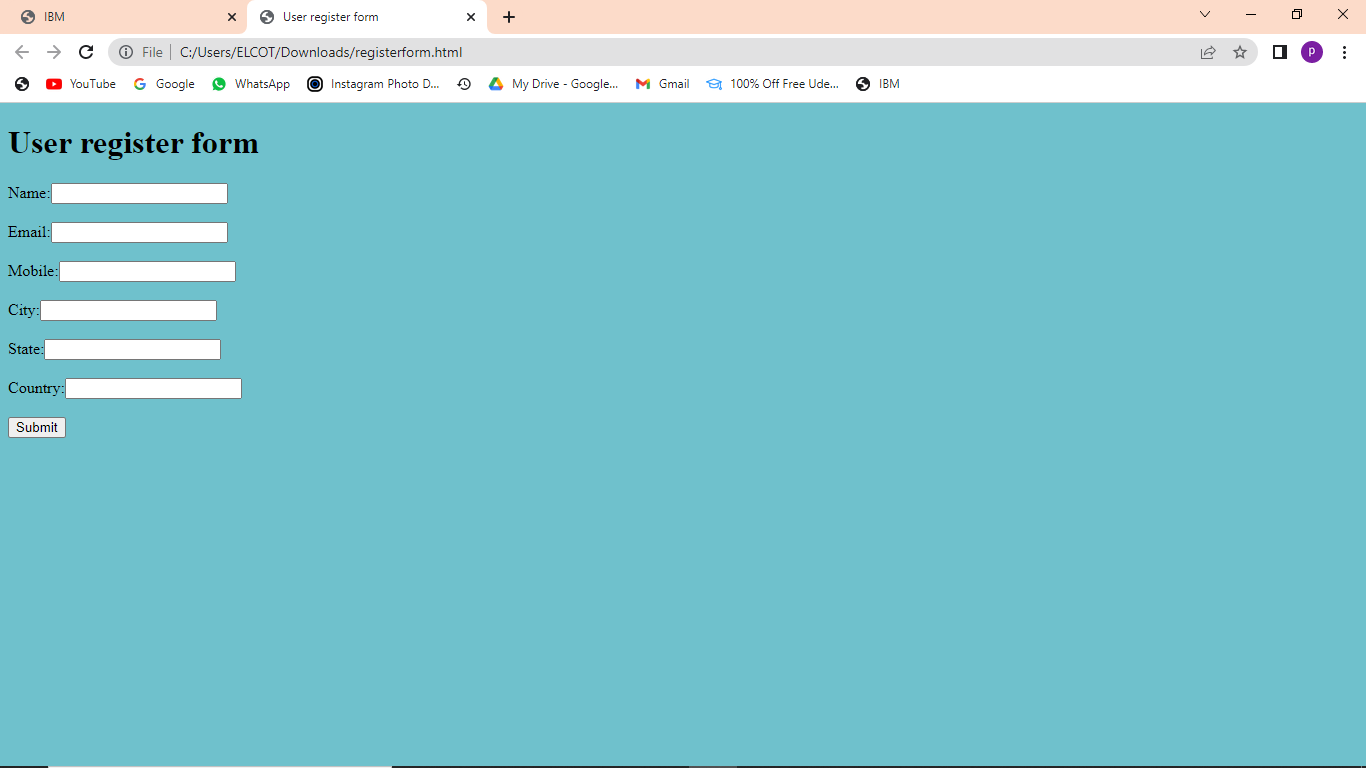 IBM
User register form
File
C:/Users/ELCOT/Downloads/registerform.html
P
YouTube
Google
WhatsApp
Instagram Photo D...
My Drive - Google...
Gmail
100% Off Free Ude...
IBM
User register form
Name:
Email:
Mobile:
City:
State:
Country:
Submit